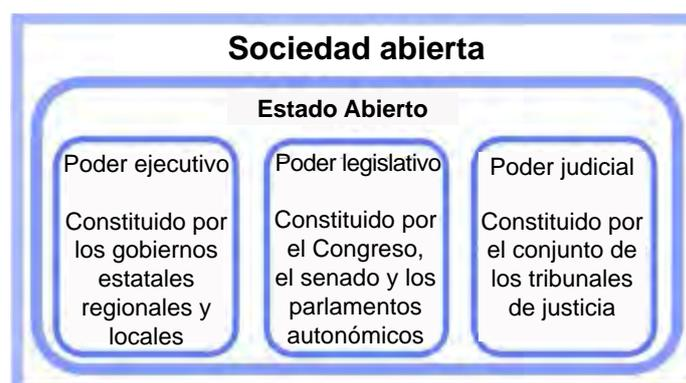 Sociedad abierta
Estado Abierto
Poder ejecutivo
Constituido por
los gobiernos
estatales
regionales y
locales
Poder legislativo
Constituido por
el Congreso,
el senado y los
parlamentos
autonómicos
Poder judicial
Constituido por
el conjunto de
los tribunales
de justicia